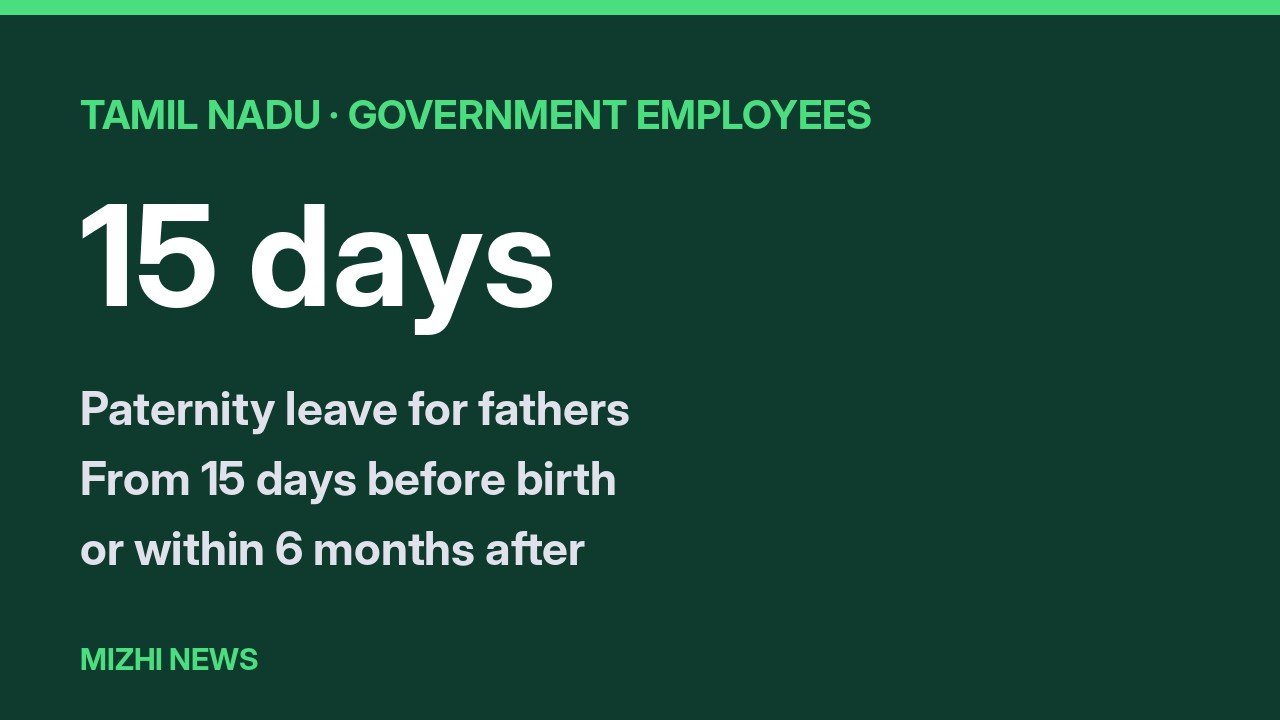 TAMIL NADU · GOVERNMENT EMPLOYEES
15 days
Paternity leave for fathers
From 15 days before birth
or within 6 months after
MIZHI NEWS